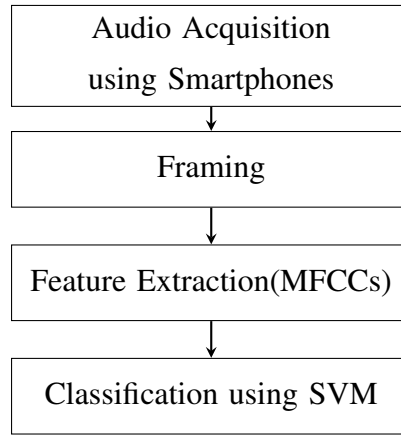 Audio Acquisition
using Smartphones
Framing
Feature Extraction(MFCCs)
Classification using SVM